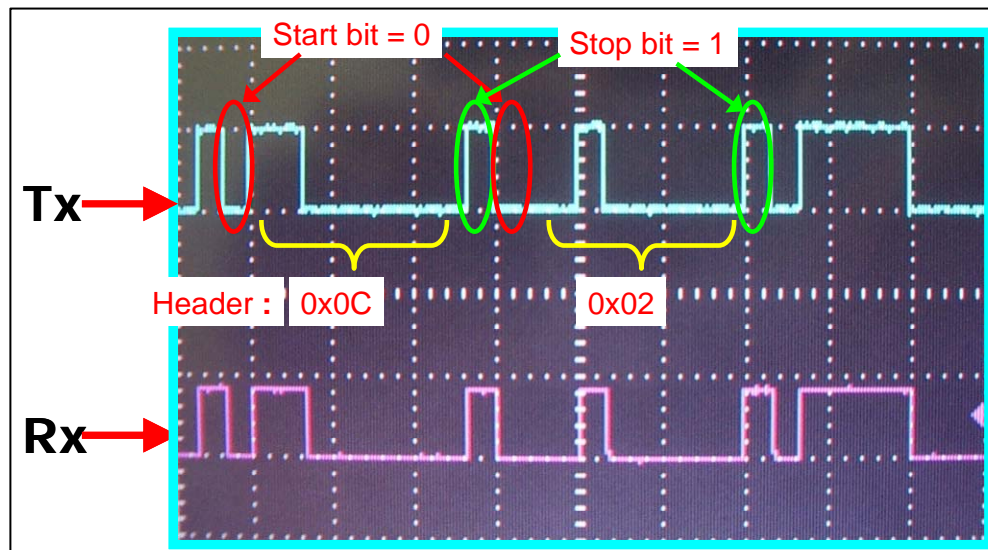 Start bit = 0
Stop bit = 1
Tx
Header : 0x0C 0x02
Rx